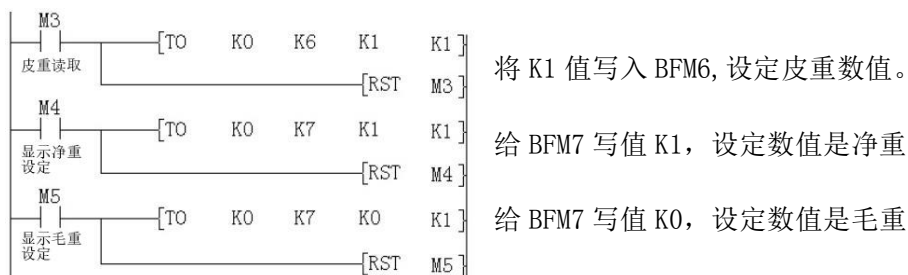 M3
[TO K0 K6 K1 K1]
皮重读取
[RST M3]
将 K1 值写入 BFM6,设定皮重数值。
M4
[TO K0 K7 K1 K1]
显示净重
设定
[RST M4]
给 BFM7 写值 K1，设定数值是净重
M5
[TO K0 K7 K0 K1]
显示毛重
设定
[RST M5]
给 BFM7 写值 K0，设定数值是毛重